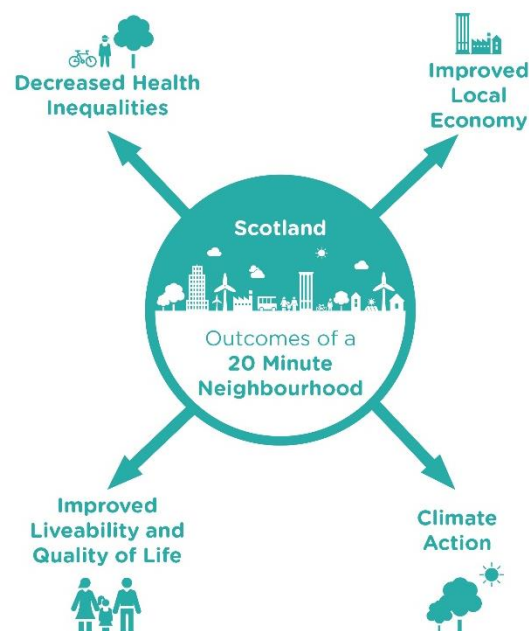 Decreased Health
Inequalities
Improved
Local
Economy
Scotland
Outcomes of a
20 Minute
Neighbourhood
Improved
Liveability and
Quality of Life
Climate
Action